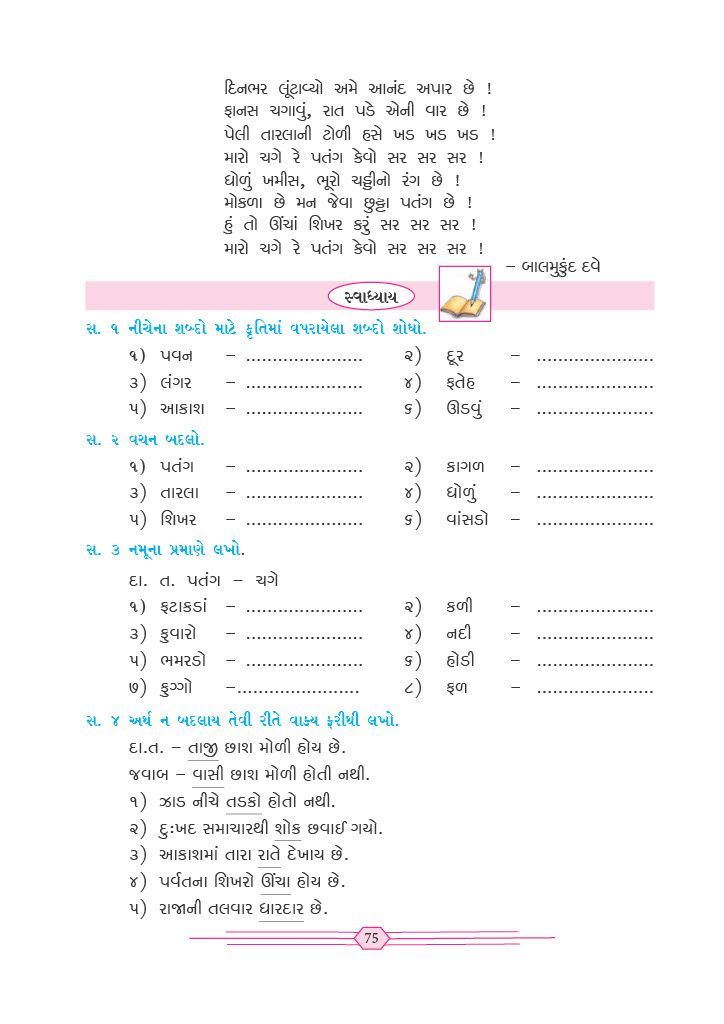 દિનભર લૂંટાવ્યો અમે આનંદ અપાર છે !
ફાનસ ચગાવું, રાત પડે એની વાર છે !
પેલી તારલાની ટોળી હસે ખડ ખડ ખડ !
મારો ચગે રે પતંગ કેવો સર સર સર !
ધોળું ખમીસ, ભૂરો ચડ્ડીનો રંગ છે !
મોકળા છે મન જેવા છુટ્ટા પતંગ છે !
હું તો ઊંચાં શિખર કરું સર સર સર !
મારો ચગે રે પતંગ કેવો સર સર સર !
– બાલમુકુંદ દવે
સ્વાધ્યાય
સ. ૧ નીચેના શબ્દો માટે કૃતિમાં વપરાયેલા શબ્દો શોધો.
૧) પવન – ...................... ૨) દૂર – ......................
૩) લંગર – ...................... ૪) ફતેહ – ......................
૫) આકાશ – ...................... ૬) ઊડવું – ......................
સ. ૨ વચન બદલો.
૧) પતંગ – ...................... ૨) કાગળ – ......................
૩) તારલા – ...................... ૪) ધોળું – ......................
૫) શિખર – ...................... ૬) વાંસડો – ......................
સ. ૩ નમૂના પ્રમાણે લખો.
દા. ત. પતંગ – ચગે
૧) ફટાકડાં – ...................... ૨) કળી – ......................
૩) ફુવારો – ...................... ૪) નદી – ......................
૫) ભમરડો – ...................... ૬) હોડી – ......................
૭) ફુગ્ગો –....................... ૮) ફળ – ......................
સ. ૪ અર્થ ન બદલાય તેવી રીતે વાક્ય ફરીથી લખો.
દા.ત. – તાજી છાશ મોળી હોય છે.
જવાબ – વાસી છાશ મોળી હોતી નથી.
૧) ઝાડ નીચે તડકો હોતો નથી.
૨) દુઃખદ સમાચારથી શોક છવાઈ ગયો.
૩) આકાશમાં તારા રાતે દેખાય છે.
૪) પર્વતના શિખરો ઊંચા હોય છે.
૫) રાજાની તલવાર ધારદાર છે.
75